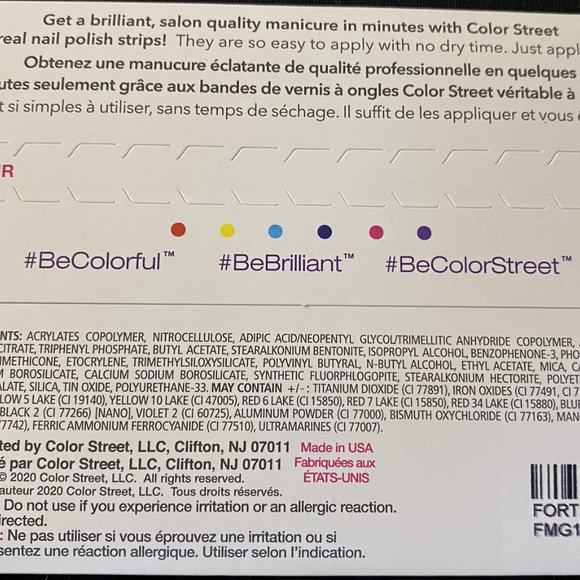 Get a brilliant, salon quality manicure in minutes with Color Street
real nail polish strips! They are so easy to apply with no dry time. Just appl
Obtenez une manucure éclatante de qualité professionnelle en quelques
utes seulement grâce aux bandes de vernis à ongles Color Street véritable à
t si simples à utiliser, sans temps de séchage. Il suffit de les appliquer et vous ê
R
#BeColorful™ #BeBrilliant™ #BeColorStreet™
NTS: ACRYLATES COPOLYMER, NITROCELLULOSE, ADIPIC ACID/NEOPENTYL GLYCOL/TRIMELLITIC ANHYDRIDE COPOLYMER,
CITRATE, TRIPHENYL PHOSPHATE, BUTYL ACETATE, STEARALKONIUM BENTONITE, ISOPROPYL ALCOHOL, BENZOPHENONE-3, PHO
IMETHICONE, ETOCRYLENE, TRIMETHYLSILOXYSILICATE, POLYVINYL BUTYRAL, N-BUTYL ALCOHOL, ETHYL ACETATE, MICA, CA
M BOROSILICATE, CALCIUM SODIUM BOROSILICATE, SYNTHETIC FLUORPHLOGOPITE, STEARALKONIUM HECTORITE, POLYET
ALATE, SILICA, TIN OXIDE, POLYURETHANE-33. MAY CONTAIN +/-: TITANIUM DIOXIDE (CI 77891), IRON OXIDES (CI 77491, CI 7
LOW 5 LAKE (CI 19140), YELLOW 10 LAKE (CI 47005), RED 6 LAKE (CI 15850), RED 7 LAKE (CI 15850), RED 34 LAKE (CI 15880), BLUE
BLACK 2 (CI 77266) [NANO], VIOLET 2 (CI 60725), ALUMINUM POWDER (CI 77000), BISMUTH OXYCHLORIDE (CI 77163), MAN
77742), FERRIC AMMONIUM FERROCYANIDE (CI 77510), ULTRAMARINES (CI 77007).
ted by Color Street, LLC, Clifton, NJ 07011 Made in USA
é par Color Street, LLC, Clifton, NJ 07011 Fabriquées aux
© 2020 Color Street, LLC. All rights reserved. ÉTATS-UNIS
auteur 2020 Color Street, LLC. Tous droits réservés.
Do not use if you experience irritation or an allergic reaction.
irected.
: Ne pas utiliser si vous éprouvez une irritation ou si
sentez une réaction allergique. Utiliser selon l'indication.
FORT
FMG1